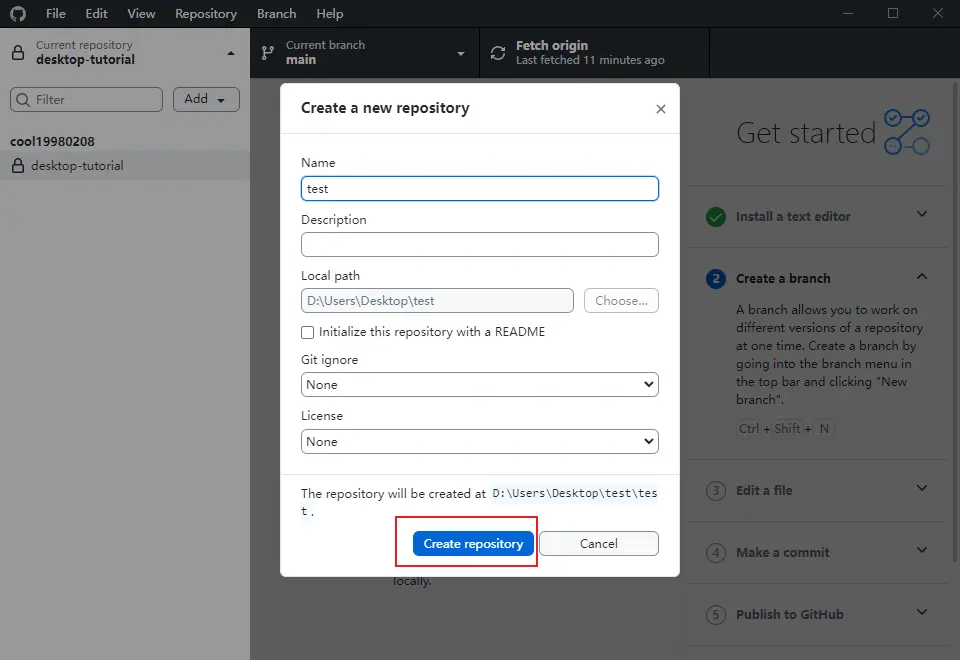 File Edit View Repository Branch Help
Current repository
desktop-tutorial
Current branch
main
Fetch origin
Last fetched 11 minutes ago
Filter
Add
cool19980208
desktop-tutorial
Create a new repository
Name
test
Description
Local path
D:\Users\Desktop\test
Choose...
Initialize this repository with a README
Git ignore
None
License
None
The repository will be created at D:\Users\Desktop\test\tes
t.
Create repository
Cancel
locally.
Get started
Install a text editor
2 Create a branch
A branch allows you to work on
different versions of a repository
at one time. Create a branch by
going into the branch menu in
the top bar and clicking "New
branch".
Ctrl + Shift + N
3 Edit a file
4 Make a commit
5 Publish to GitHub